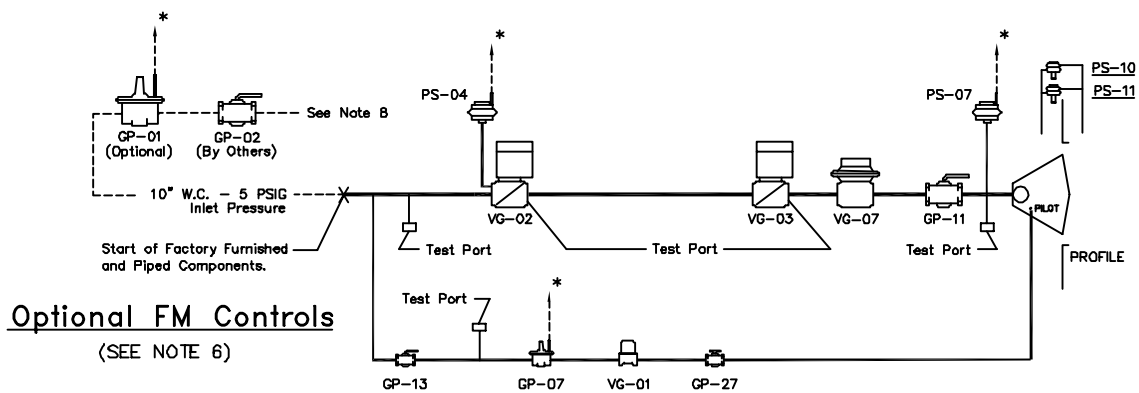 *
*
*
PS-04
PS-07
PS-10
PS-11
GP-01
(Optional)
GP-02
(By Others)
See Note 8
10" W.C. - 5 PSIG
Inlet Pressure
VG-02
VG-03
VG-07
GP-11
PILOT
Start of Factory Furnished
and Piped Components.
Test Port
Test Port
Test Port
PROFILE
Optional FM Controls
(SEE NOTE 6)
Test Port
*
GP-13
GP-07
VG-01
GP-27